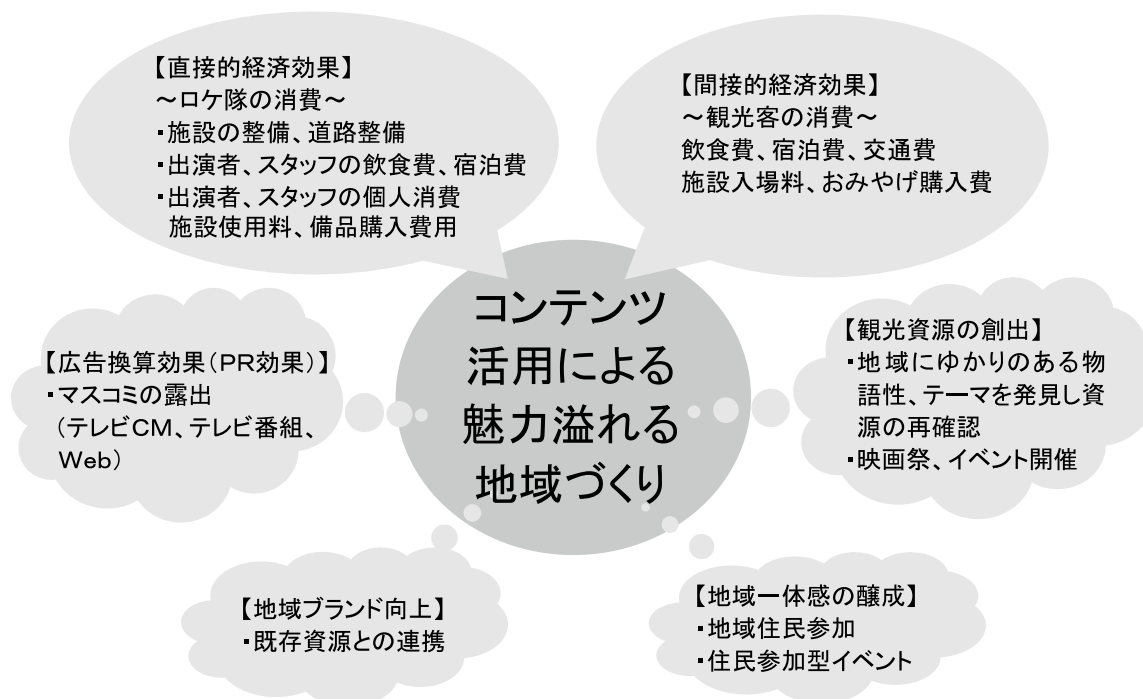 【直接的経済効果】
～ロケ隊の消費～
・施設の整備、道路整備
・出演者、スタッフの飲食費、宿泊費
・出演者、スタッフの個人消費
施設使用料、備品購入費用
【間接的経済効果】
～観光客の消費～
飲食費、宿泊費、交通費
施設入場料、おみやげ購入費
コンテンツ
活用による
魅力溢れる
地域づくり
【広告換算効果（PR効果）】
・マスコミの露出
（テレビCM、テレビ番組、
Web）
【観光資源の創出】
・地域にゆかりのある物
語性、テーマを発見し資
源の再確認
・映画祭、イベント開催
【地域ブランド向上】
・既存資源との連携
【地域一体感の醸成】
・地域住民参加
・住民参加型イベント